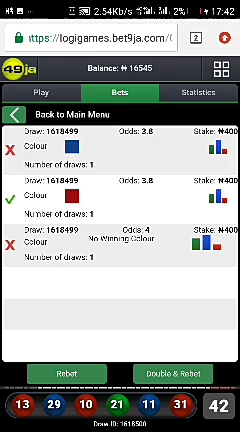 2.54Kb/s 2% 17:42
https://logigames.bet9ja.com/ 2
49ja Balance: ₦ 16545
Play Bets Statistics
Back to Main Menu
Draw: 1618499 Odds: 3.8 Stake: ₦400
Colour
Number of draws: 1
Draw: 1618499 Odds: 3.8 Stake: ₦400
Colour
Number of draws: 1
Draw: 1618499 Odds: 4 Stake: ₦400
Colour No Winning Colour
Number of draws: 1
Rebet Double & Rebet
13 29 10 21 11 31 42
Draw ID: 1618500